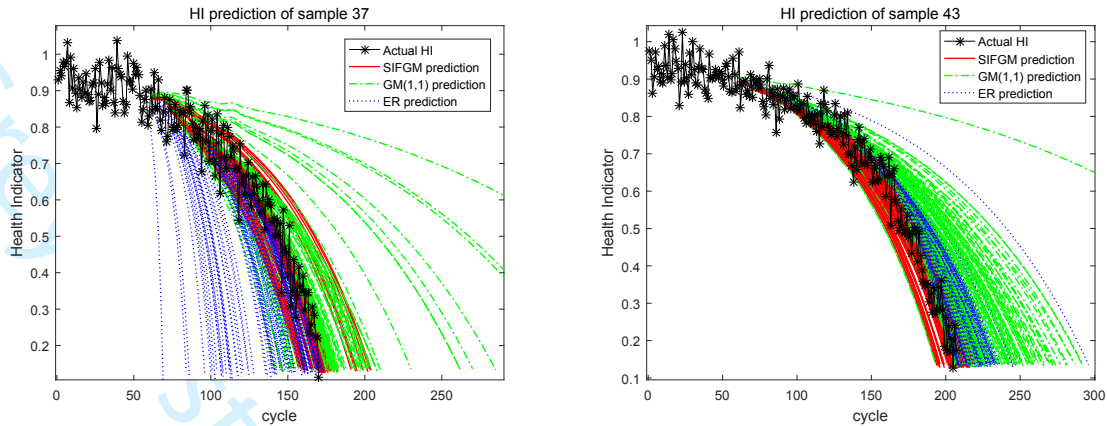 HI prediction of sample 37
Actual HI
SIFGM prediction
GM(1,1) prediction
ER prediction
Health Indicator
1
0.9
0.8
0.7
0.6
0.5
0.4
0.3
0.2
0 50 100 150 200 250
cycle
HI prediction of sample 43
Actual HI
SIFGM prediction
GM(1,1) prediction
ER prediction
Health Indicator
1
0.9
0.8
0.7
0.6
0.5
0.4
0.3
0.2
0.1
0 50 100 150 200 250 300
cycle